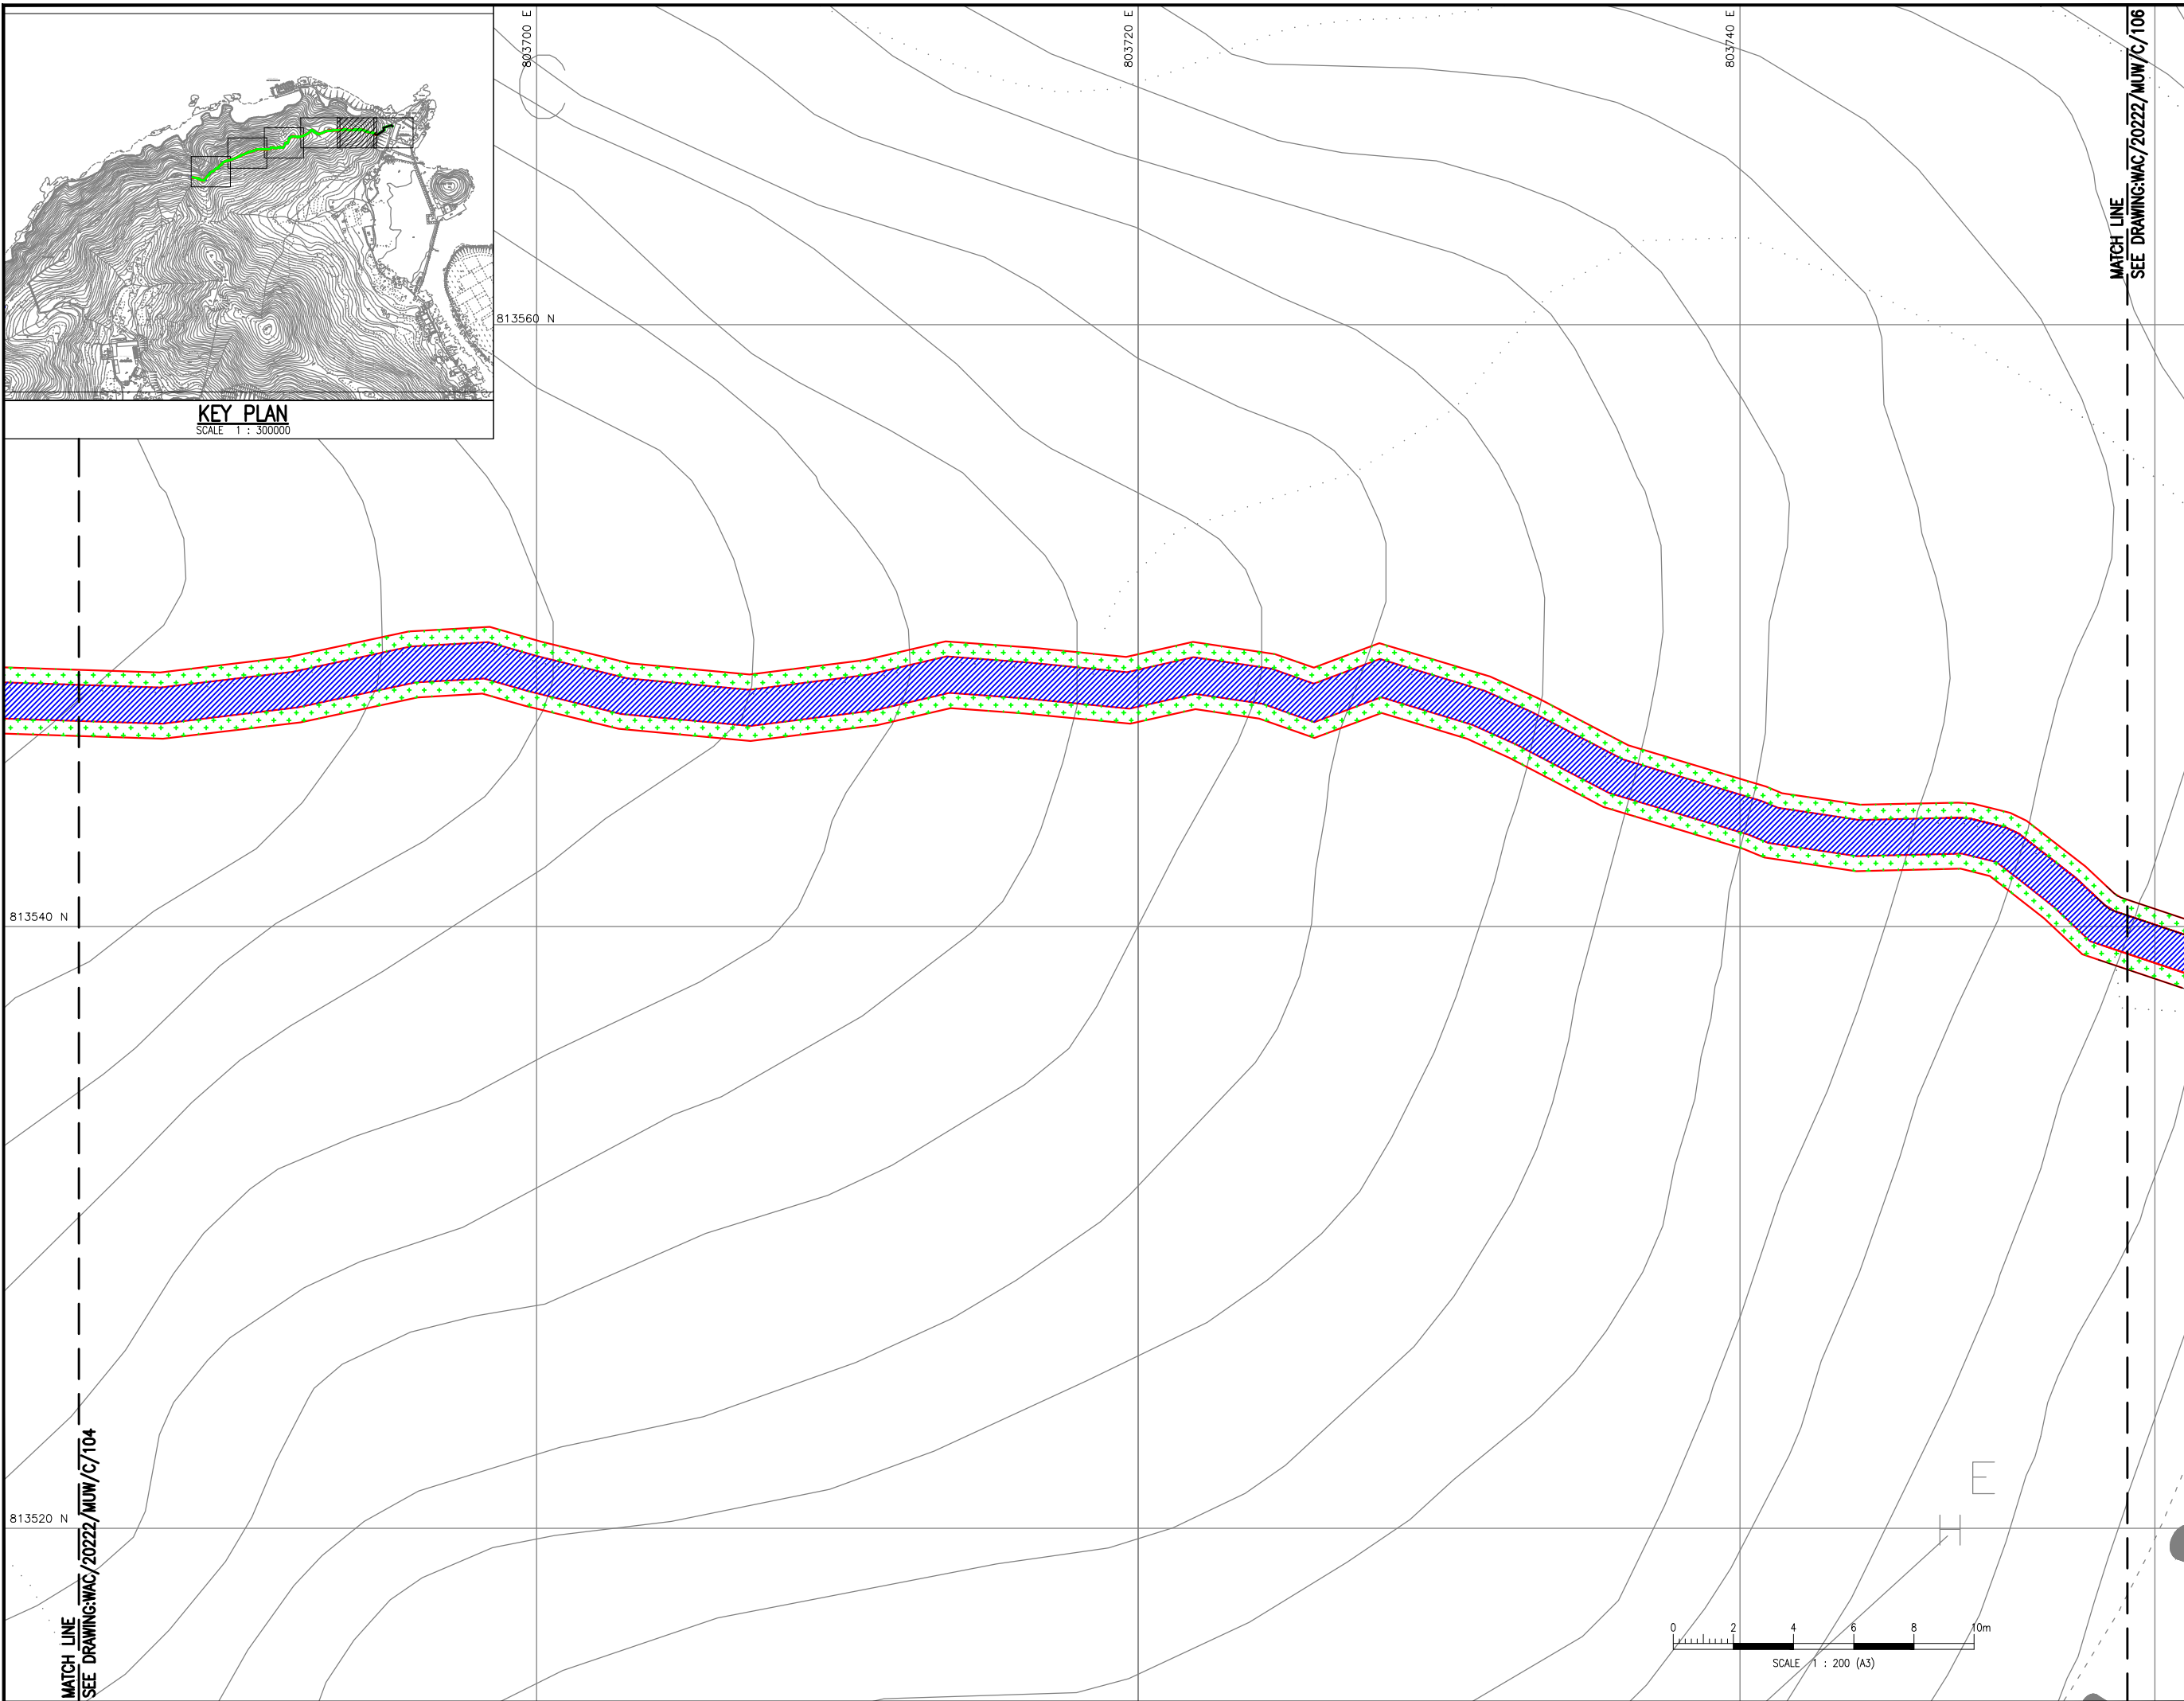 803700 E
803720 E
803740 E
MATCH LINE
SEE DRAWING:WAC/20222/MUW/C/106
813560 N
KEY PLAN
SCALE 1 : 300000
813540 N
813520 N
MATCH LINE
SEE DRAWING:WAC/20222/MUW/C/104
H E
0 2 4 6 8 10m
SCALE 1 : 200 (A3)